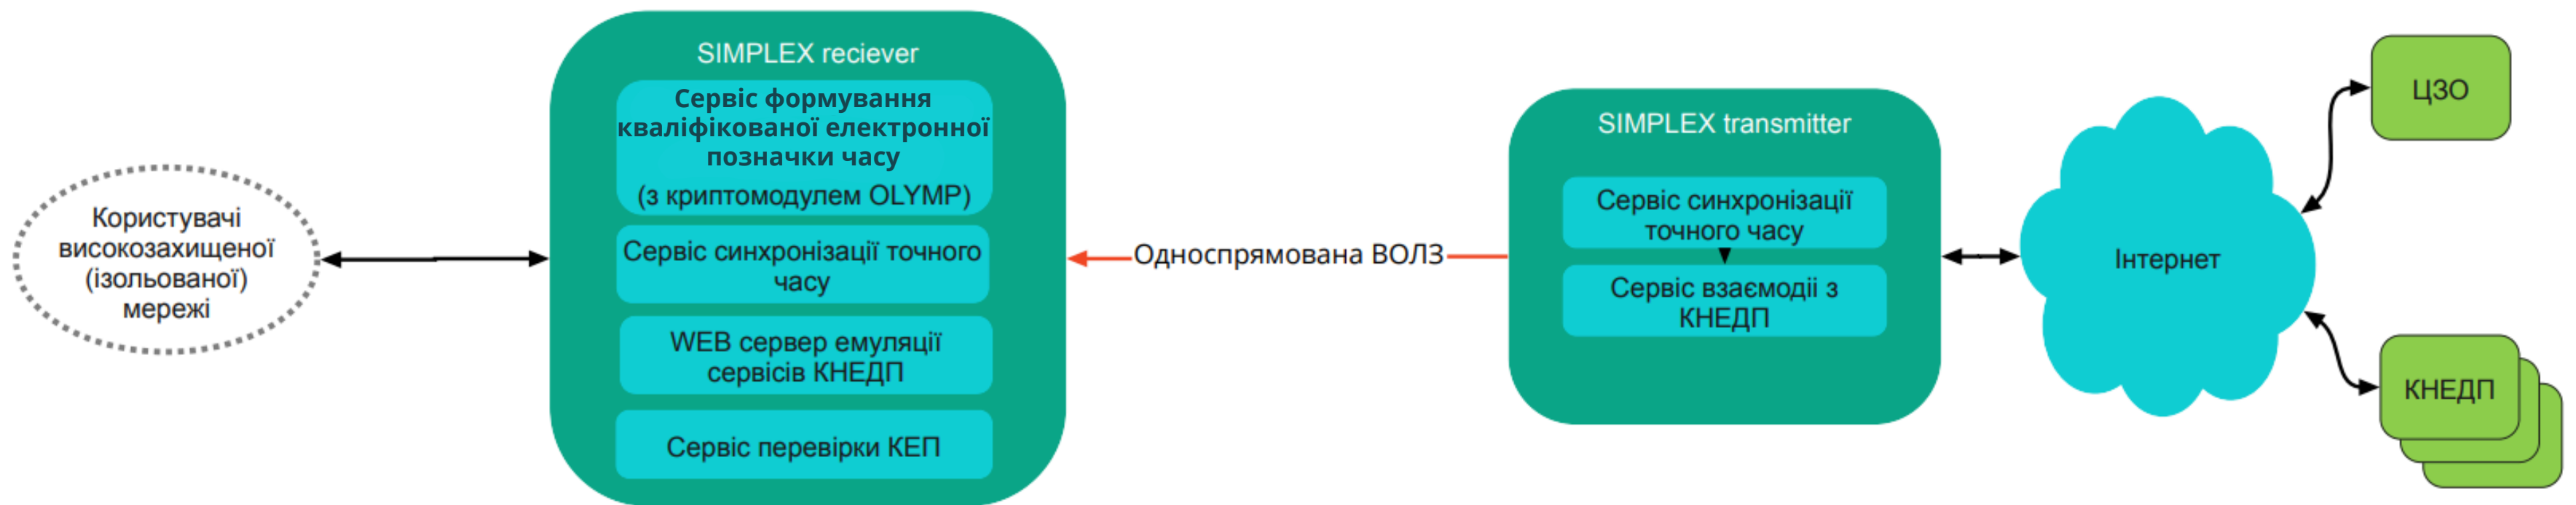 Користувачі
високозахищеної
(ізольованої)
мережі
SIMPLEX reciever
Сервіс формування
кваліфікованої електронної
позначки часу
(з криптомодулем OLYMP)
Сервіс синхронізації точного
часу
WEB сервер емуляції
сервісів КНЕДП
Сервіс перевірки КЕП
Односпрямована ВОЛЗ
SIMPLEX transmitter
Сервіс синхронізації
точного часу
Сервіс взаємодії з
КНЕДП
Інтернет
ЦЗО
КНЕДП